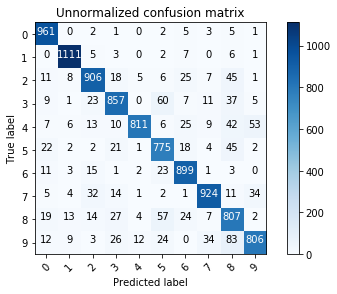 Unnormalized confusion matrix
0 961 0 2 1 0 2 5 3 5 1
1 0 1111 5 3 0 2 7 0 6 1
2 11 8 906 18 5 6 25 7 45 1
3 9 1 23 857 0 60 7 11 37 5
4 7 6 13 10 811 6 25 9 42 53
5 22 2 2 21 1 775 18 4 45 2
6 11 3 15 1 2 23 899 1 3 0
7 5 4 32 14 1 2 1 924 11 34
8 19 13 14 27 4 57 24 7 807 2
9 12 9 3 26 12 24 0 34 83 806
0 1 2 3 4 5 6 7 8 9
True label
Predicted label
1000
800
600
400
200
0